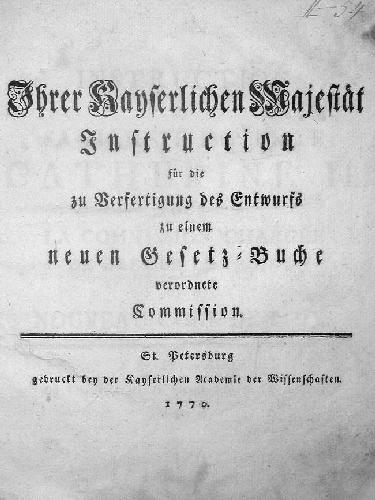 Ihrer Kayserlichen Majestät
Instruction
für die
zu Verfertigung des Entwurfs
zu einem
neuen Gesetz-Buche
verordnete
Commission.
St. Petersburg
gedruckt bey der Kayserlichen Academie der Wissenschaften.
1770.